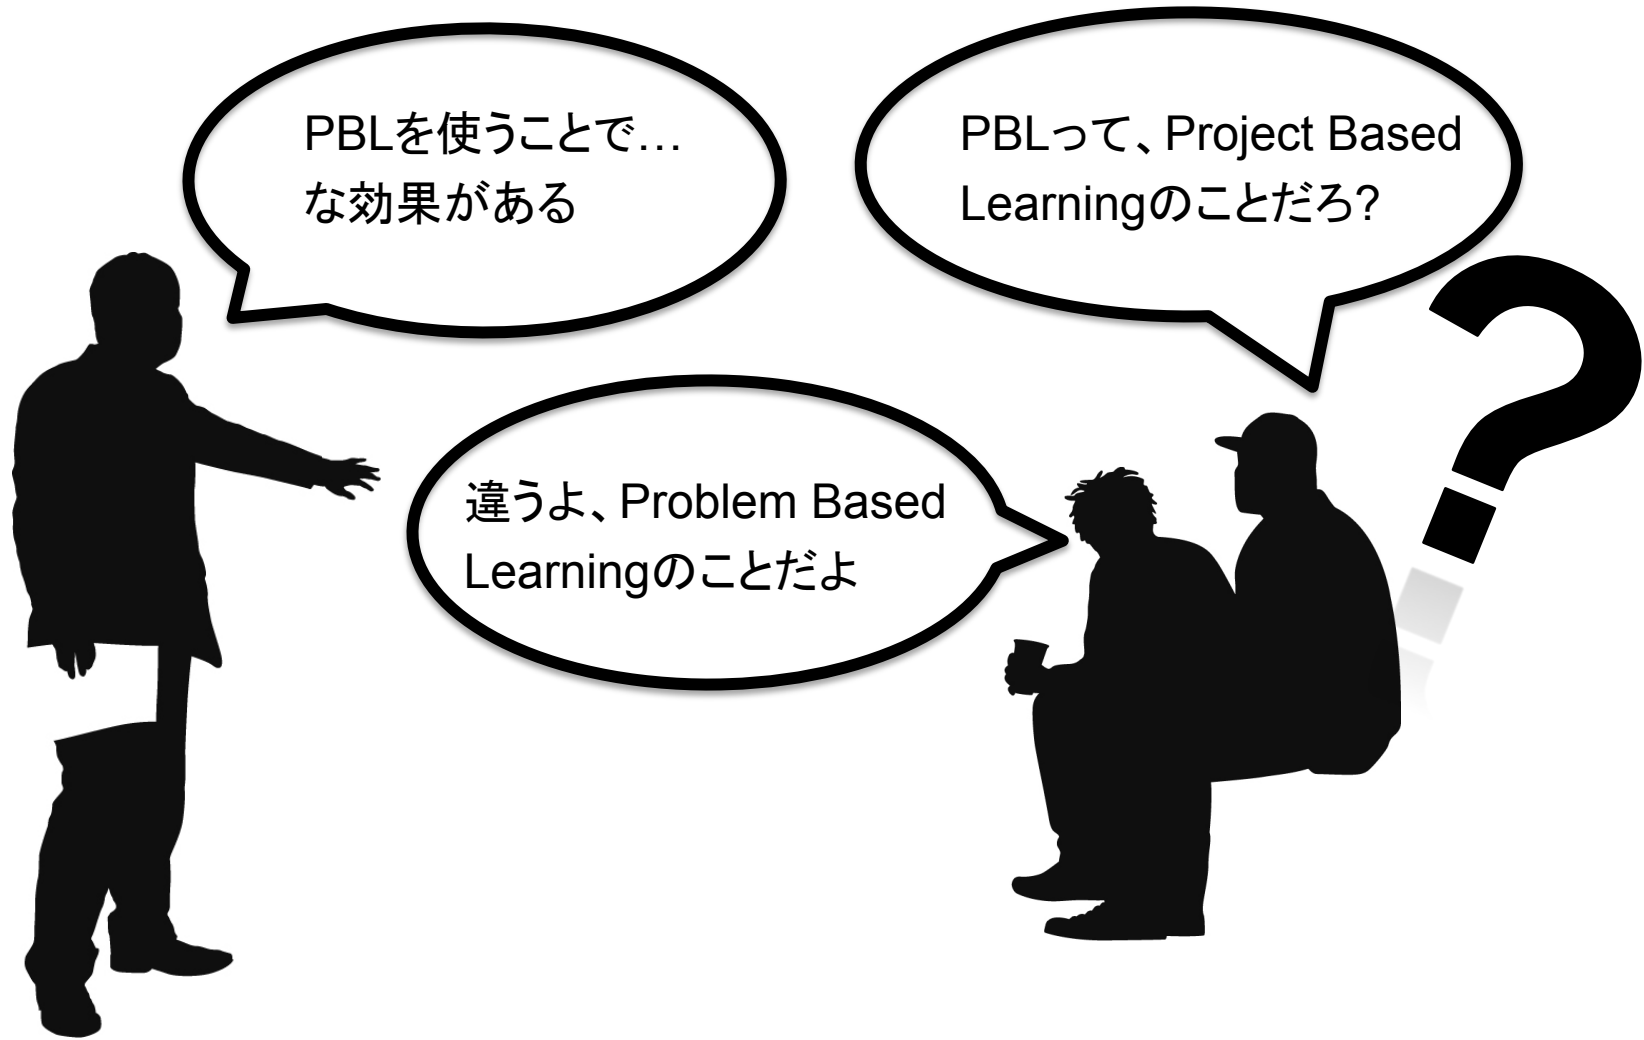 PBLを使うことで…
な効果がある
PBLって、Project Based
Learningのことだろ?
違うよ、Problem Based
Learningのことだよ
?